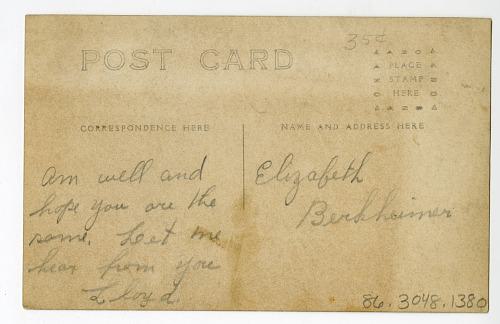 35¢
POST CARD
PLACE
STAMP
HERE
CORRESPONDENCE HERE
NAME AND ADDRESS HERE
Am well and
hope you are the
same. Let me
hear from you
Lloyd.
Elizabeth
Berkheimer
86.3048.1380